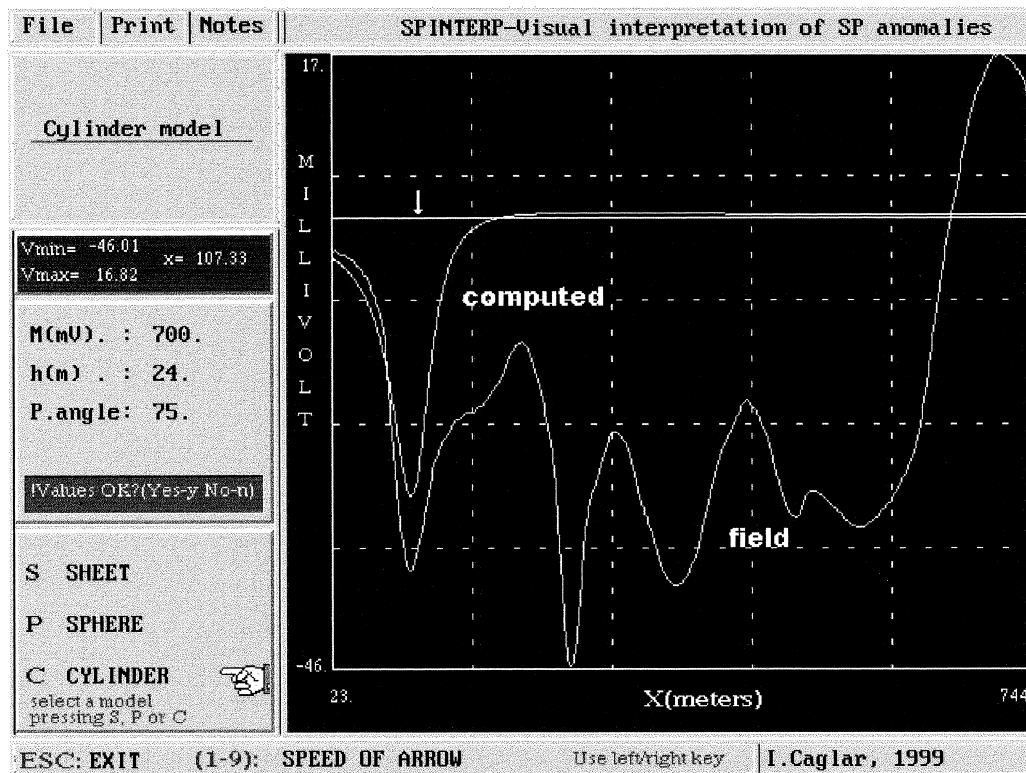 File Print Notes
SPINTERP-Visual interpretation of SP anomalies
Cylinder model
Vmin= -46.01
Vmax= 16.82
x= 107.33
M(mV). : 700.
h(m) . : 24.
P.angle: 75.
!Values OK?(Yes-y No-n)
S SHEET
P SPHERE
C CYLINDER
select a model
pressing S, P or C
17.
MILLIVOLT
-46.
computed
field
23.
X(meters)
744
ESC: EXIT (1-9): SPEED OF ARROW Use left/right key I.Caglar, 1999